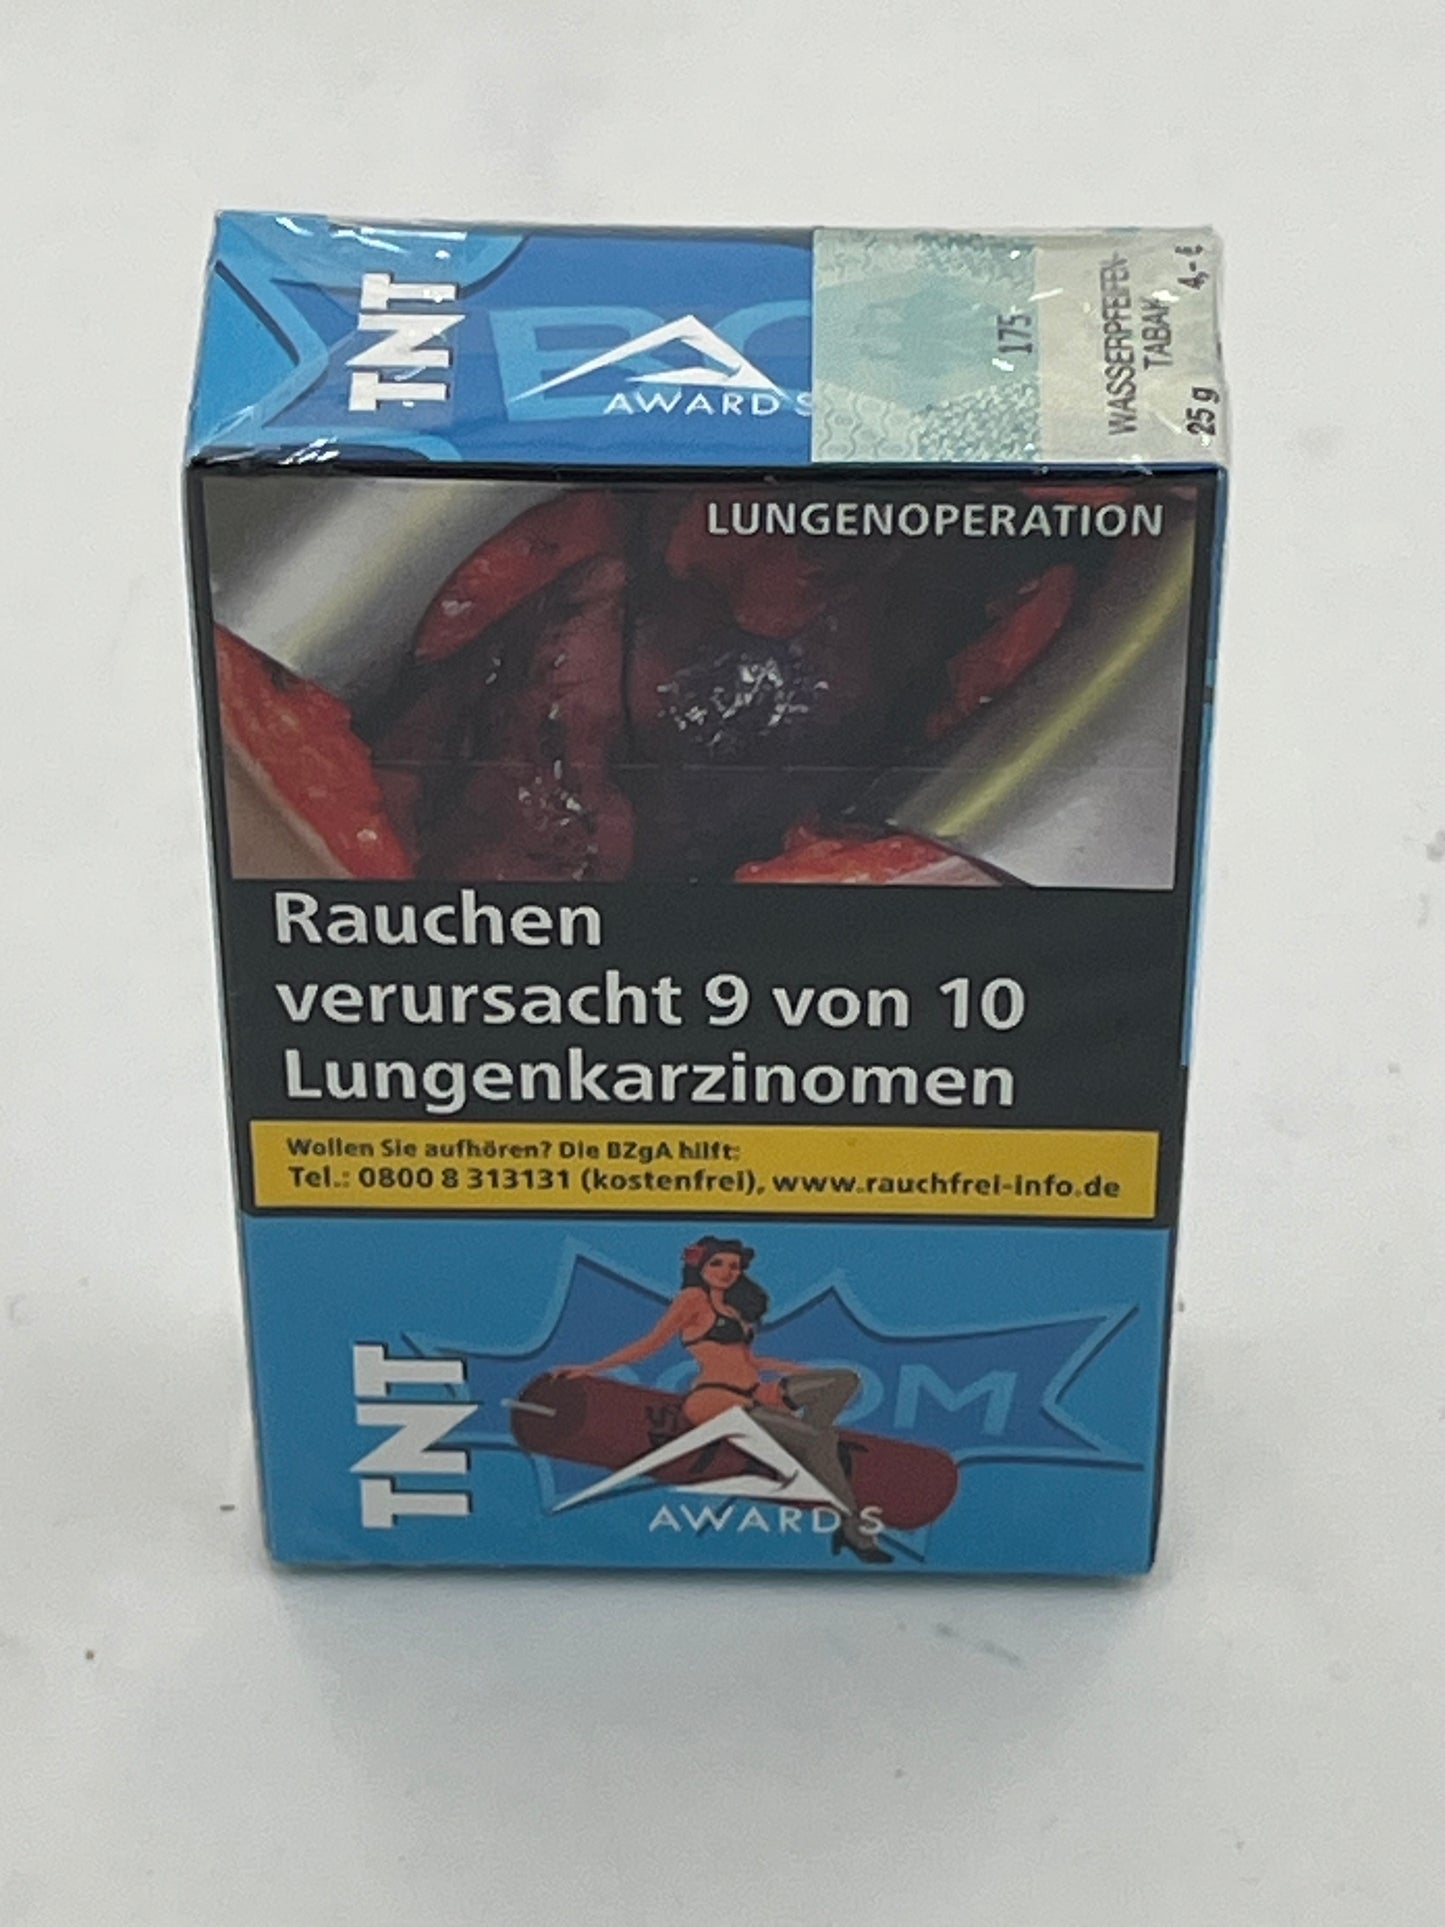 TNT
AWARDS
175
WASSERPFEIFEN-
TABAK
25 g
4,- €
LUNGENOPERATION
Rauchen
verursacht 9 von 10
Lungenkarzinomen
Wollen Sie aufhören? Die BZgA hilft:
Tel.: 0800 8 313131 (kostenfrei), www.rauchfrei-info.de
TNT
AWARDS